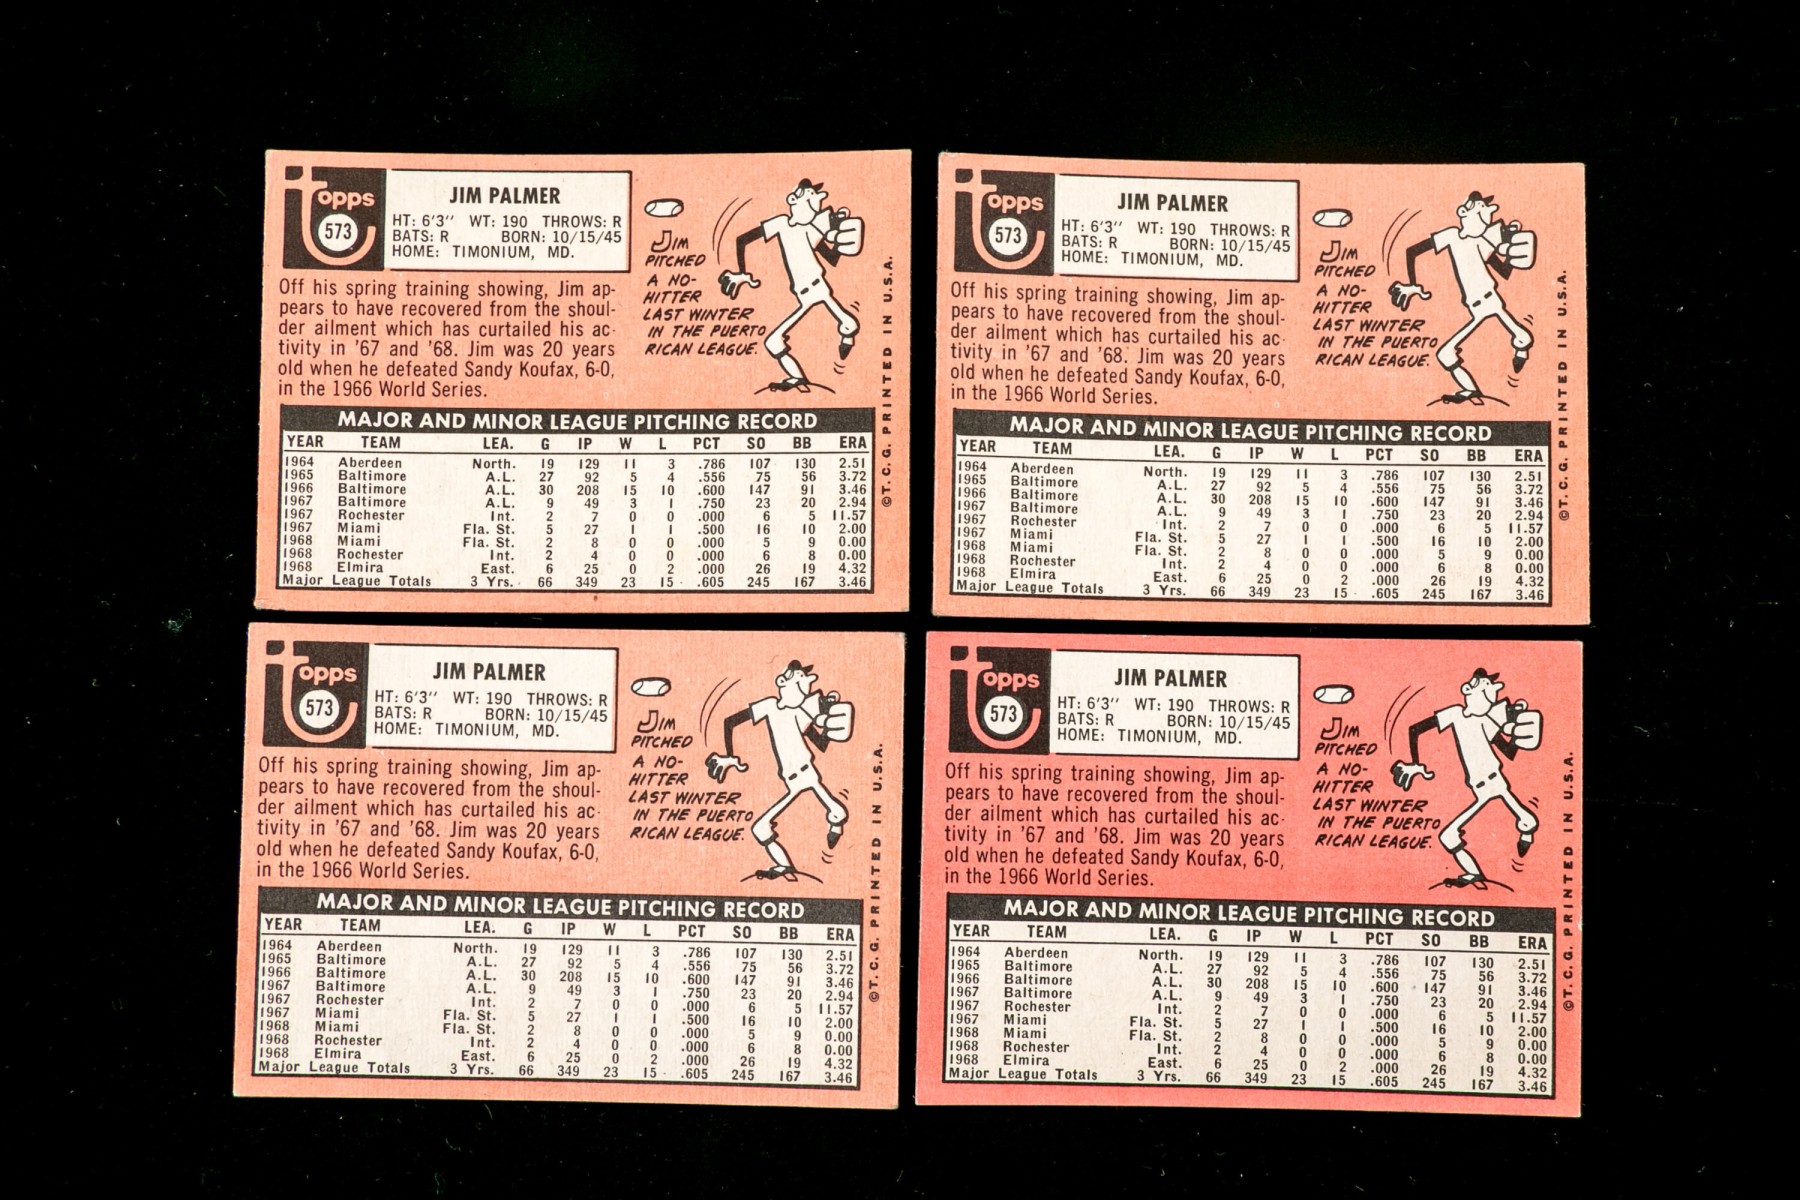 topps
573
JIM PALMER
HT: 6'3" WT: 190 THROWS: R
BATS: R BORN: 10/15/45
HOME: TIMONIUM, MD.
Off his spring training showing, Jim ap-
pears to have recovered from the shoul-
der ailment which has curtailed his ac-
tivity in '67 and '68. Jim was 20 years
old when he defeated Sandy Koufax, 6-0,
in the 1966 World Series.
JIM
PITCHED
A NO-
HITTER
LAST WINTER
IN THE PUERTO
RICAN LEAGUE.
©T.C.G. PRINTED IN U.S.A.
MAJOR AND MINOR LEAGUE PITCHING RECORD
YEAR TEAM LEA. G IP W L PCT SO BB ERA
1964 Aberdeen North. 19 129 11 3 .786 107 130 2.51
1965 Baltimore A.L. 27 92 5 4 .556 75 56 3.72
1966 Baltimore A.L. 30 208 15 10 .600 147 91 3.46
1967 Baltimore A.L. 9 49 3 1 .750 23 20 2.94
1967 Rochester Int. 2 7 0 0 .000 6 5 11.57
1967 Miami Fla. St. 5 27 1 1 .500 16 10 2.00
1968 Miami Fla. St. 2 8 0 0 .000 5 9 0.00
1968 Rochester Int. 2 4 0 0 .000 6 8 0.00
1968 Elmira East. 6 25 0 2 .000 26 19 4.32
Major League Totals 3 Yrs. 66 349 23 15 .605 245 167 3.46
topps
573
JIM PALMER
HT: 6'3" WT: 190 THROWS: R
BATS: R BORN: 10/15/45
HOME: TIMONIUM, MD.
Off his spring training showing, Jim ap-
pears to have recovered from the shoul-
der ailment which has curtailed his ac-
tivity in '67 and '68. Jim was 20 years
old when he defeated Sandy Koufax, 6-0,
in the 1966 World Series.
JIM
PITCHED
A NO-
HITTER
LAST WINTER
IN THE PUERTO
RICAN LEAGUE.
©T.C.G. PRINTED IN U.S.A.
MAJOR AND MINOR LEAGUE PITCHING RECORD
YEAR TEAM LEA. G IP W L PCT SO BB ERA
1964 Aberdeen North. 19 129 11 3 .786 107 130 2.51
1965 Baltimore A.L. 27 92 5 4 .556 75 56 3.72
1966 Baltimore A.L. 30 208 15 10 .600 147 91 3.46
1967 Baltimore A.L. 9 49 3 1 .750 23 20 2.94
1967 Rochester Int. 2 7 0 0 .000 6 5 11.57
1967 Miami Fla. St. 5 27 1 1 .500 16 10 2.00
1968 Miami Fla. St. 2 8 0 0 .000 5 9 0.00
1968 Rochester Int. 2 4 0 0 .000 6 8 0.00
1968 Elmira East. 6 25 0 2 .000 26 19 4.32
Major League Totals 3 Yrs. 66 349 23 15 .605 245 167 3.46
topps
573
JIM PALMER
HT: 6'3" WT: 190 THROWS: R
BATS: R BORN: 10/15/45
HOME: TIMONIUM, MD.
Off his spring training showing, Jim ap-
pears to have recovered from the shoul-
der ailment which has curtailed his ac-
tivity in '67 and '68. Jim was 20 years
old when he defeated Sandy Koufax, 6-0,
in the 1966 World Series.
JIM
PITCHED
A NO-
HITTER
LAST WINTER
IN THE PUERTO
RICAN LEAGUE.
©T.C.G. PRINTED IN U.S.A.
MAJOR AND MINOR LEAGUE PITCHING RECORD
YEAR TEAM LEA. G IP W L PCT SO BB ERA
1964 Aberdeen North. 19 129 11 3 .786 107 130 2.51
1965 Baltimore A.L. 27 92 5 4 .556 75 56 3.72
1966 Baltimore A.L. 30 208 15 10 .600 147 91 3.46
1967 Baltimore A.L. 9 49 3 1 .750 23 20 2.94
1967 Rochester Int. 2 7 0 0 .000 6 5 11.57
1967 Miami Fla. St. 5 27 1 1 .500 16 10 2.00
1968 Miami Fla. St. 2 8 0 0 .000 5 9 0.00
1968 Rochester Int. 2 4 0 0 .000 6 8 0.00
1968 Elmira East. 6 25 0 2 .000 26 19 4.32
Major League Totals 3 Yrs. 66 349 23 15 .605 245 167 3.46
topps
573
JIM PALMER
HT: 6'3" WT: 190 THROWS: R
BATS: R BORN: 10/15/45
HOME: TIMONIUM, MD.
Off his spring training showing, Jim ap-
pears to have recovered from the shoul-
der ailment which has curtailed his ac-
tivity in '67 and '68. Jim was 20 years
old when he defeated Sandy Koufax, 6-0,
in the 1966 World Series.
JIM
PITCHED
A NO-
HITTER
LAST WINTER
IN THE PUERTO
RICAN LEAGUE.
©T.C.G. PRINTED IN U.S.A.
MAJOR AND MINOR LEAGUE PITCHING RECORD
YEAR TEAM LEA. G IP W L PCT SO BB ERA
1964 Aberdeen North. 19 129 11 3 .786 107 130 2.51
1965 Baltimore A.L. 27 92 5 4 .556 75 56 3.72
1966 Baltimore A.L. 30 208 15 10 .600 147 91 3.46
1967 Baltimore A.L. 9 49 3 1 .750 23 20 2.94
1967 Rochester Int. 2 7 0 0 .000 6 5 11.57
1967 Miami Fla. St. 5 27 1 1 .500 16 10 2.00
1968 Miami Fla. St. 2 8 0 0 .000 5 9 0.00
1968 Rochester Int. 2 4 0 0 .000 6 8 0.00
1968 Elmira East. 6 25 0 2 .000 26 19 4.32
Major League Totals 3 Yrs. 66 349 23 15 .605 245 167 3.46